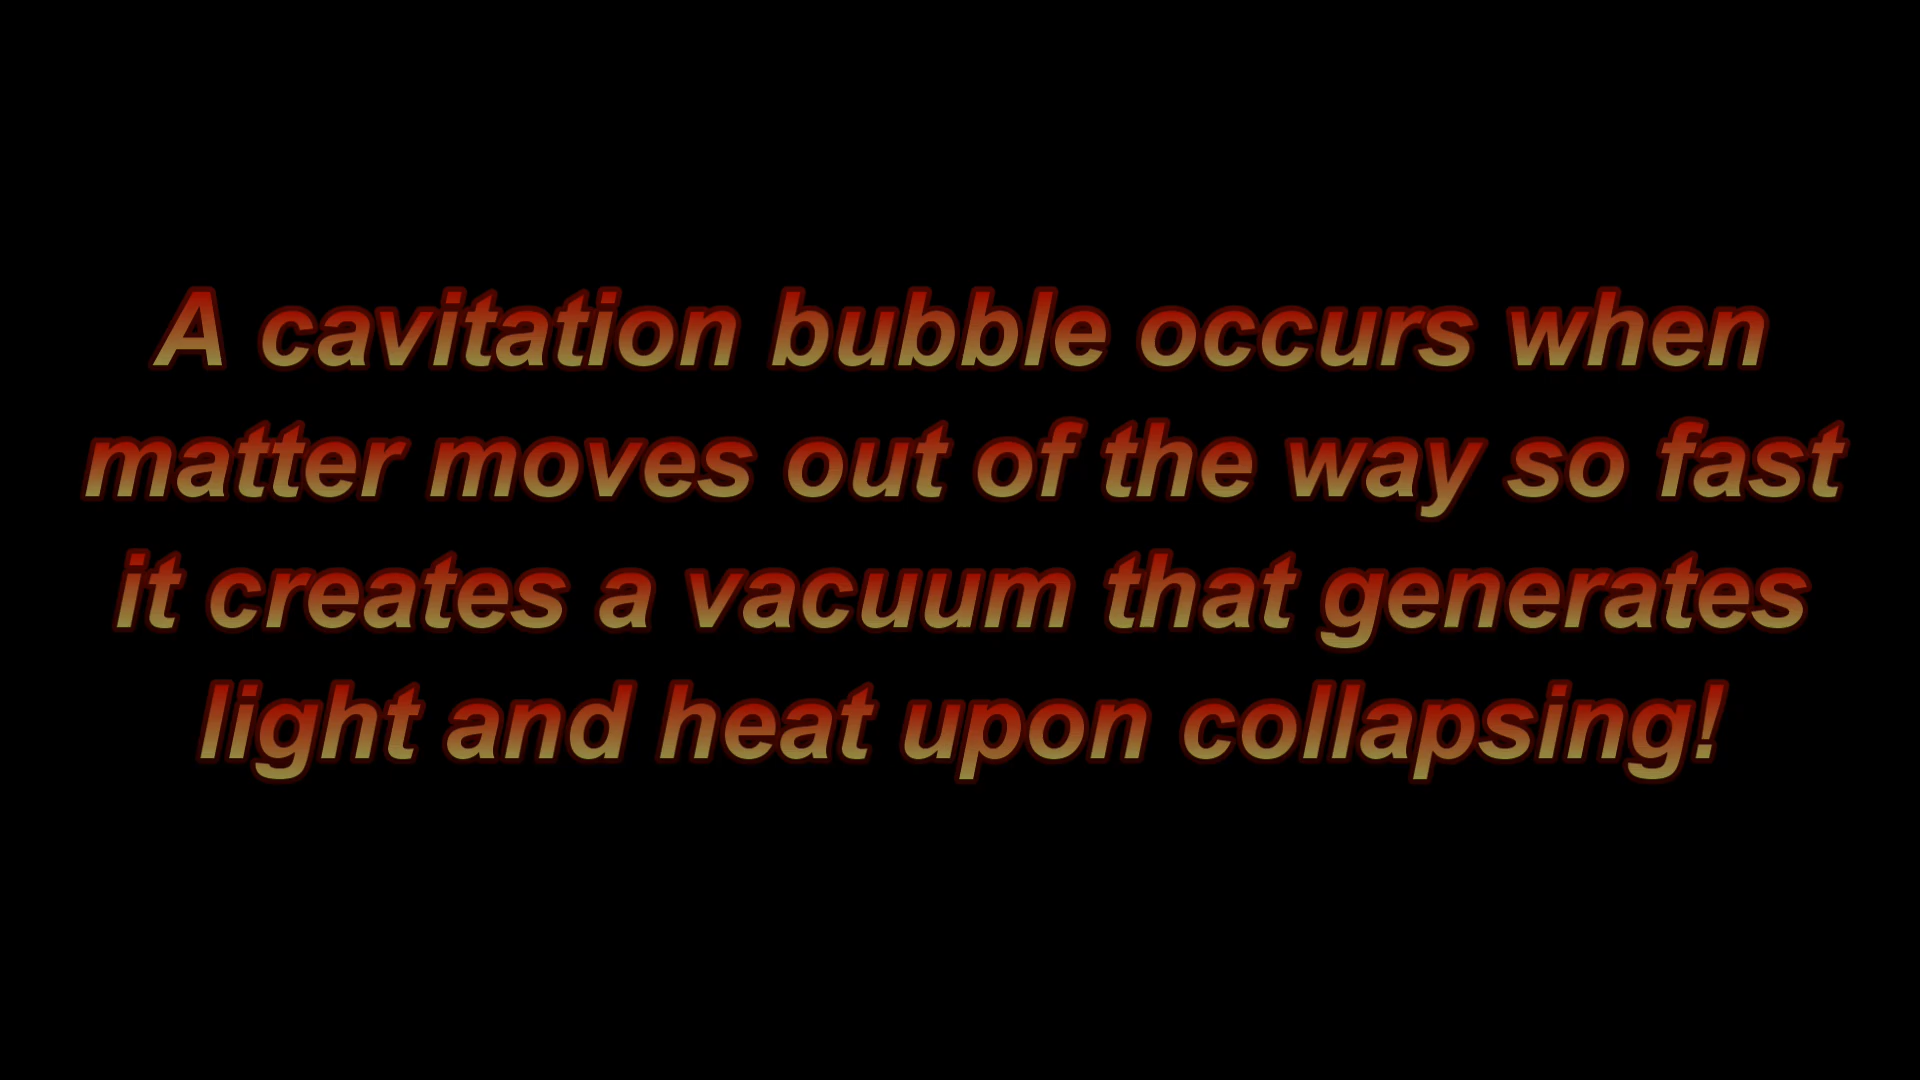 A cavitation bubble occurs when
matter moves out of the way so fast
it creates a vacuum that generates
light and heat upon collapsing!